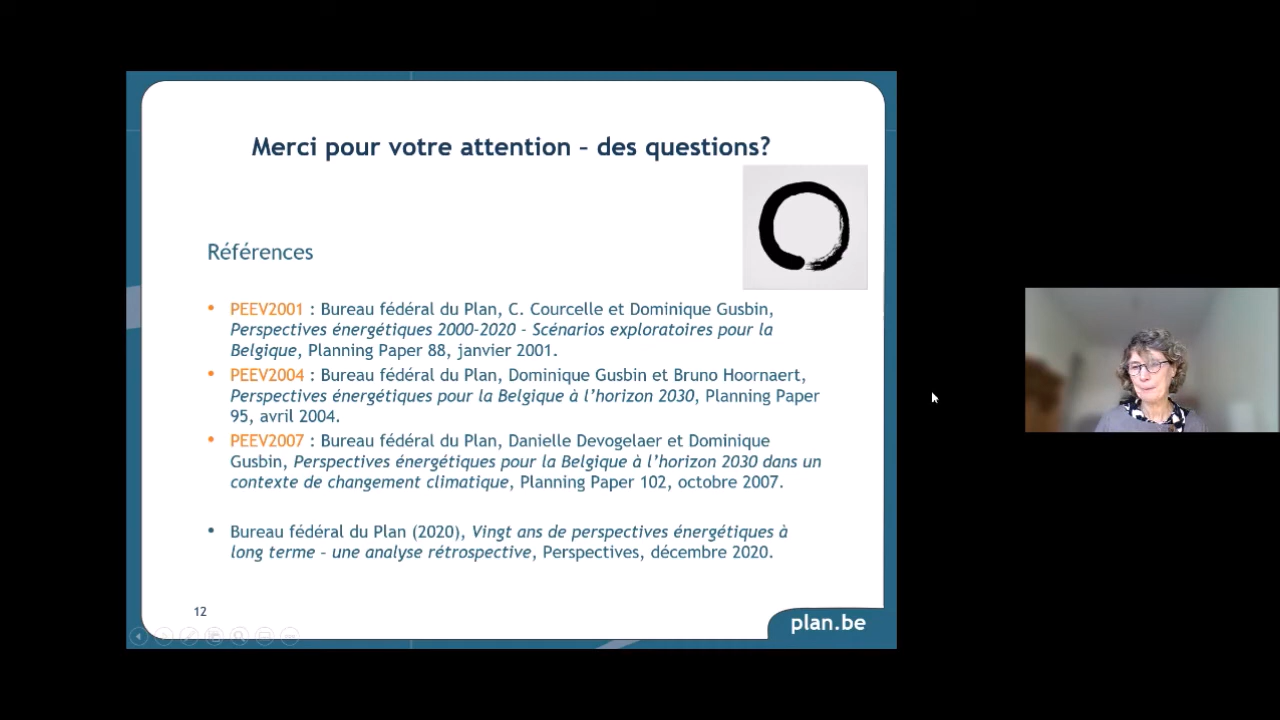 Merci pour votre attention – des questions?
Références
• PEEV2001 : Bureau fédéral du Plan, C. Courcelle et Dominique Gusbin,
Perspectives énergétiques 2000-2020 - Scénarios exploratoires pour la
Belgique, Planning Paper 88, janvier 2001.
• PEEV2004 : Bureau fédéral du Plan, Dominique Gusbin et Bruno Hoornaert,
Perspectives énergétiques pour la Belgique à l’horizon 2030, Planning Paper
95, avril 2004.
• PEEV2007 : Bureau fédéral du Plan, Danielle Devogelaer et Dominique
Gusbin, Perspectives énergétiques pour la Belgique à l’horizon 2030 dans un
contexte de changement climatique, Planning Paper 102, octobre 2007.
• Bureau fédéral du Plan (2020), Vingt ans de perspectives énergétiques à
long terme – une analyse rétrospective, Perspectives, décembre 2020.
12
plan.be